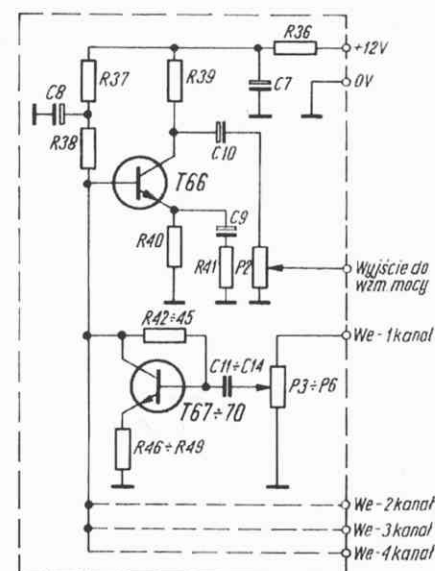 R36
+12V
R37
R39
C7
0V
C8
R38
C10
T66
C9
R40
R41
P2
Wyjście do
wzm. mocy
R42÷45
We-1 kanał
C11÷C14
P3÷P6
T67÷70
R46÷R49
We-2 kanał
We-3 kanał
We-4 kanał